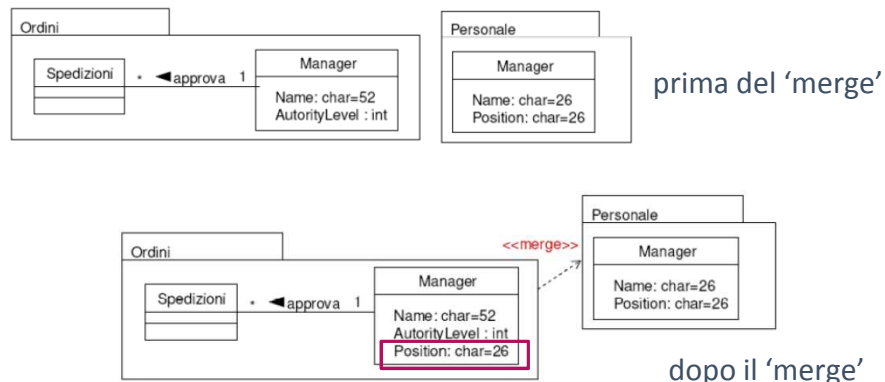 Ordini
Spedizioni
* ◄approva 1
Manager
Name: char=52
AutorityLevel : int
Personale
Manager
Name: char=26
Position: char=26
prima del ‘merge’
Ordini
Spedizioni
* ◄approva 1
Manager
Name: char=52
AutorityLevel : int
Position: char=26
<<merge>>
Personale
Manager
Name: char=26
Position: char=26
dopo il ‘merge’